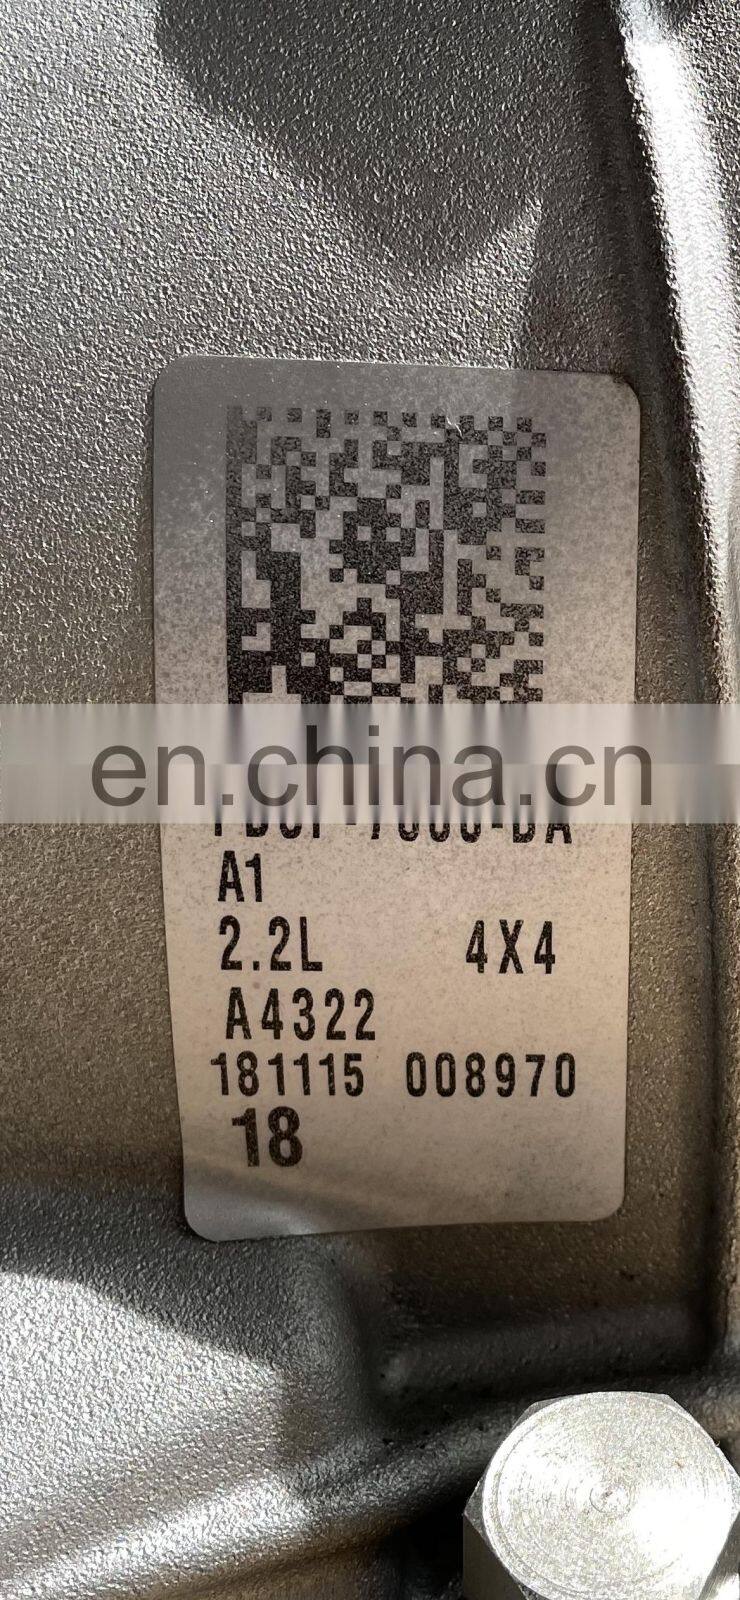 en.china.cn
A1
2.2L 4X4
A4322
181115 008970
18